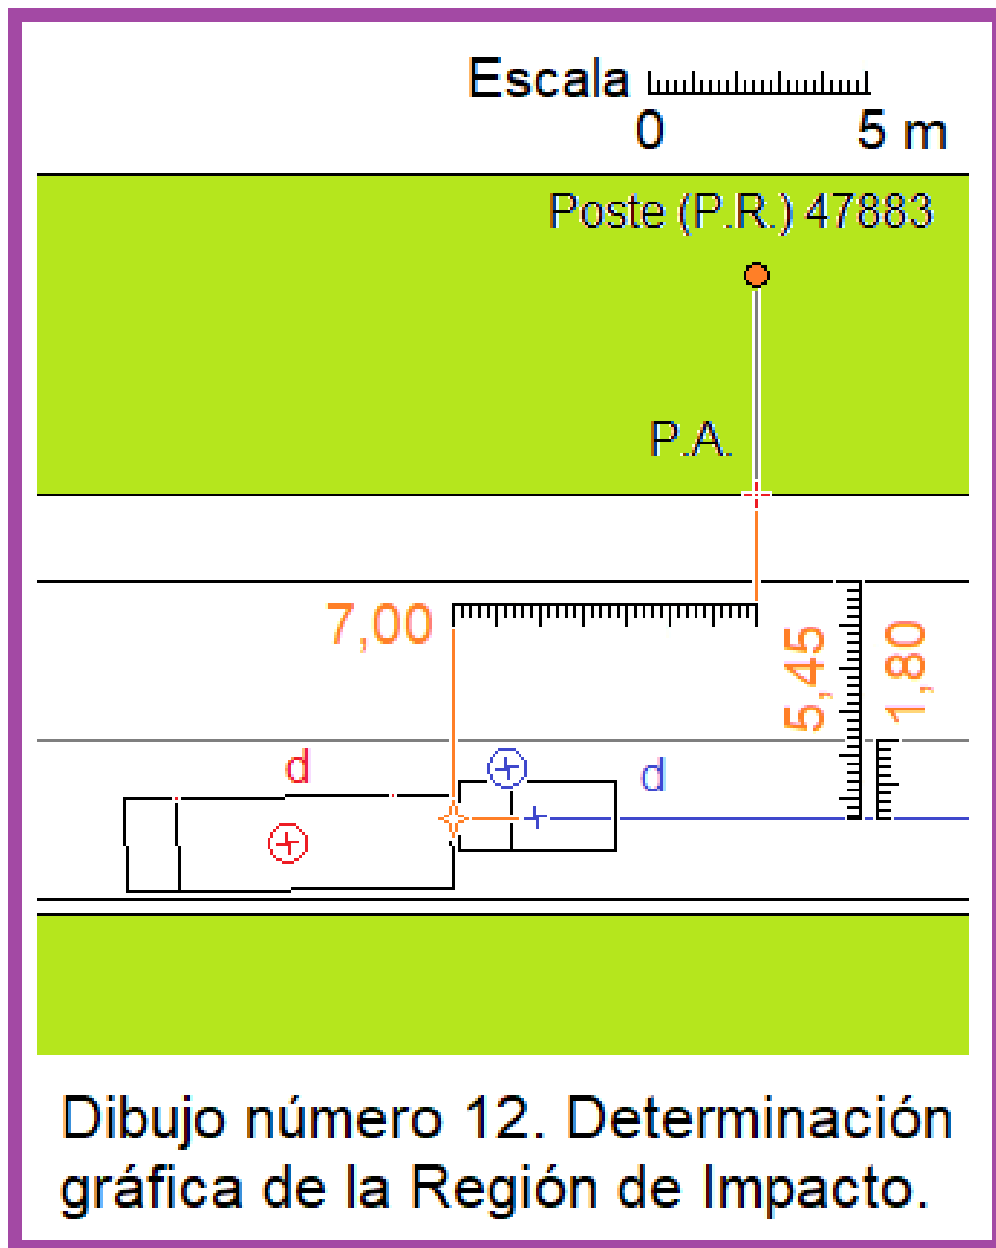 Escala
0 5 m
Poste (P.R.) 47883
P.A.
7,00
5,45
1,80
d
d
Dibujo número 12. Determinación
gráfica de la Región de Impacto.